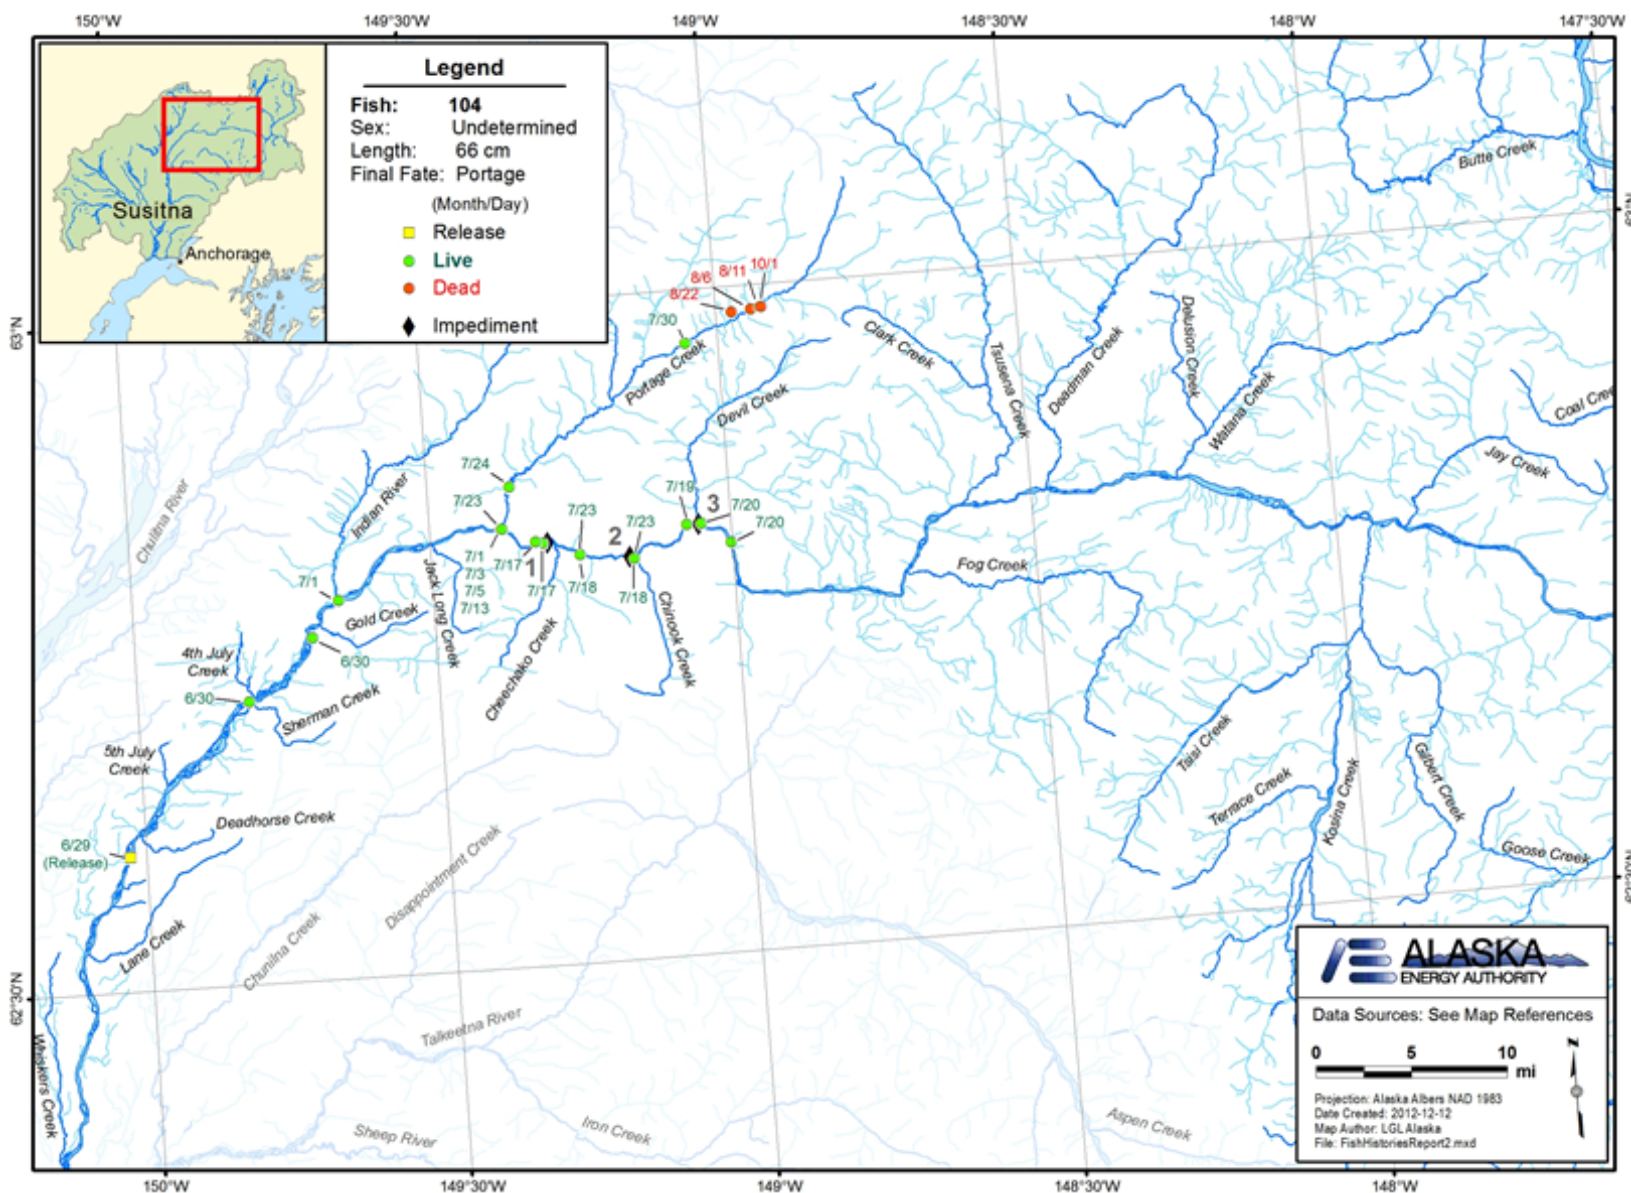 150°W 149°30'W 149°W 148°30'W 148°W 147°30'W
Legend
Fish: 104
Sex: Undetermined
Length: 66 cm
Final Fate: Portage
(Month/Day)
Release
Live
Dead
Impediment
Susitna
Anchorage
63°N
Butte Creek
10/1
8/11
8/6
8/22
7/30
Portage Creek
Devil Creek
Clark Creek
Tsusena Creek
Deadman Creek
Delusion Creek
Watana Creek
Coal Cree
Jay Creek
Chulitna River
Indian River
7/24
7/23
7/23
2
7/23
7/19
3
7/20
7/20
7/1
7/3
7/5
7/13
7/17
1
7/17
7/18
7/18
Fog Creek
7/1
Gold Creek
Jack Long Creek
Cheechako Creek
Chinook Creek
6/30
4th July
Creek
6/30
Sherman Creek
5th July
Creek
Deadhorse Creek
6/29
(Release)
Lane Creek
Chunilna Creek
Disappointment Creek
Tsisi Creek
Terrace Creek
Kosina Creek
Gilbert Creek
Goose Creek
62°30'N
Whiskers Creek
Talkeetna River
Sheep River
Iron Creek
Aspen Creek
ALASKA
ENERGY AUTHORITY
Data Sources: See Map References
0 5 10
mi
N
Projection: Alaska Albers NAD 1983
Date Created: 2012-12-12
Map Author: LGL Alaska
File: FishHistoriesReport2.mxd
150°W 149°30'W 149°W 148°30'W 148°W